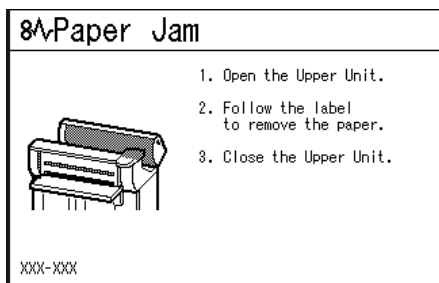 Paper Jam
1. Open the Upper Unit.
2. Follow the label
to remove the paper.
3. Close the Upper Unit.
XXX-XXX